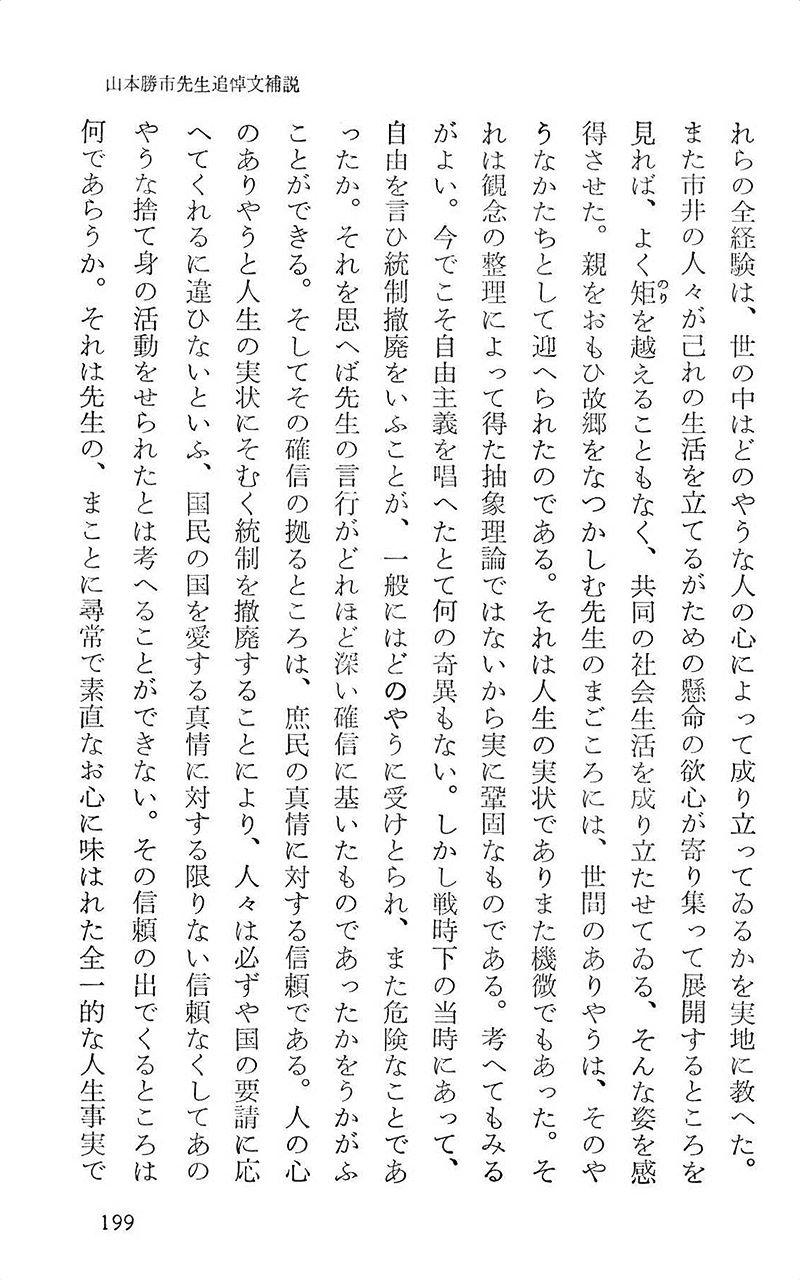 山本勝市先生追悼文補説
れらの全経験は、世の中はどのやうな人の心によって成り立ってゐるかを実地に教へた。
また市井の人々が己れの生活を立てるがための懸命の欲心が寄り集って展開するところを
見れば、よく矩のりを越えることもなく、共同の社会生活を成り立たせてゐる、そんな姿を感
得させた。親をおもひ故郷をなつかしむ先生のまごころには、世間のありやうは、そのや
うなかたちとして迎へられたのである。それは人生の実状でありまた機微でもあった。そ
れは観念の整理によって得た抽象理論ではないから実に鞏固なものである。考へてもみる
がよい。今でこそ自由主義を唱へたとて何の奇異もない。しかし戦時下の当時にあって、
自由を言ひ統制撤廃をいふことが、一般にはどのやうに受けとられ、また危険なことであ
ったか。それを思へば先生の言行がどれほど深い確信に基いたものであったかをうかがふ
ことができる。そしてその確信の拠るところは、庶民の真情に対する信頼である。人の心
のありやうと人生の実状にそむく統制を撤廃することにより、人々は必ずや国の要請に応
へてくれるに違ひないといふ、国民の国を愛する真情に対する限りない信頼なくしてあの
やうな捨て身の活動をせられたとは考へることができない。その信頼の出でくるところは
何であらうか。それは先生の、まことに尋常で素直なお心に味はれた全一的な人生事実で
199